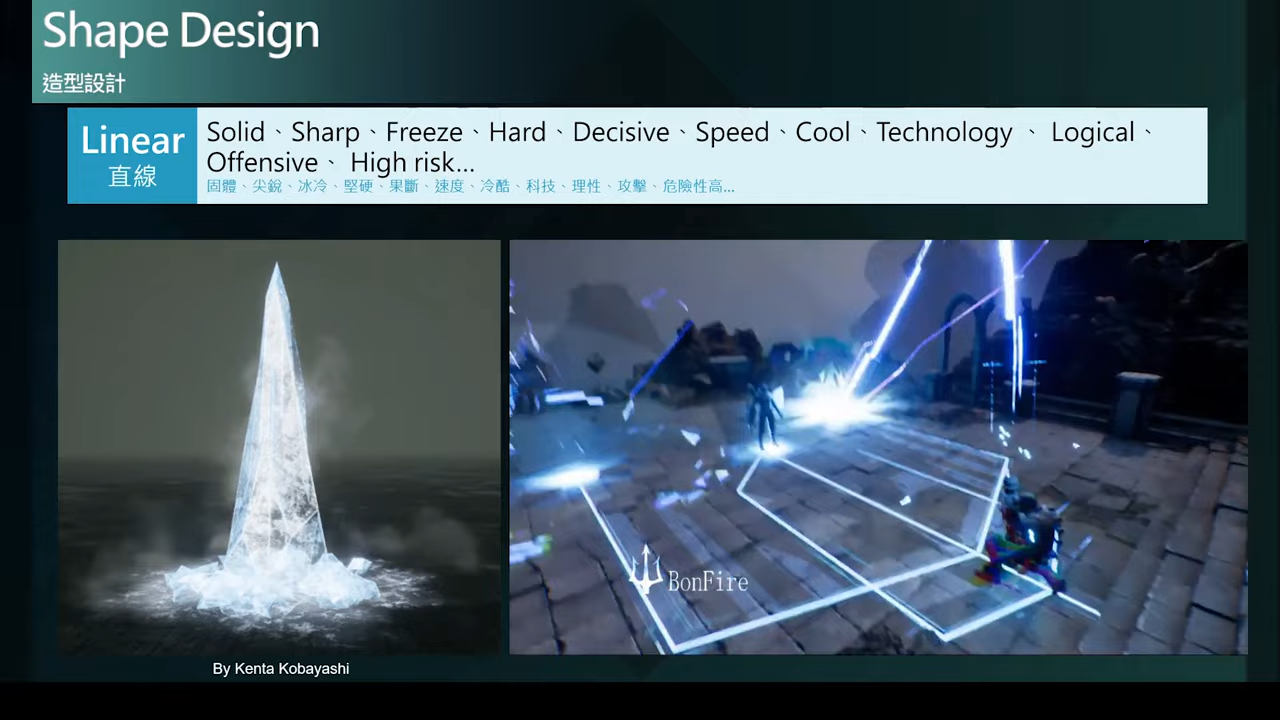 Shape Design
造型設計
Linear
直線
Solid、Sharp、Freeze、Hard、Decisive、Speed、Cool、Technology 、 Logical、
Offensive、 High risk...
固體、尖銳、冰冷、堅硬、果斷、速度、冷酷、科技、理性、攻擊、危險性高...
BonFire
By Kenta Kobayashi